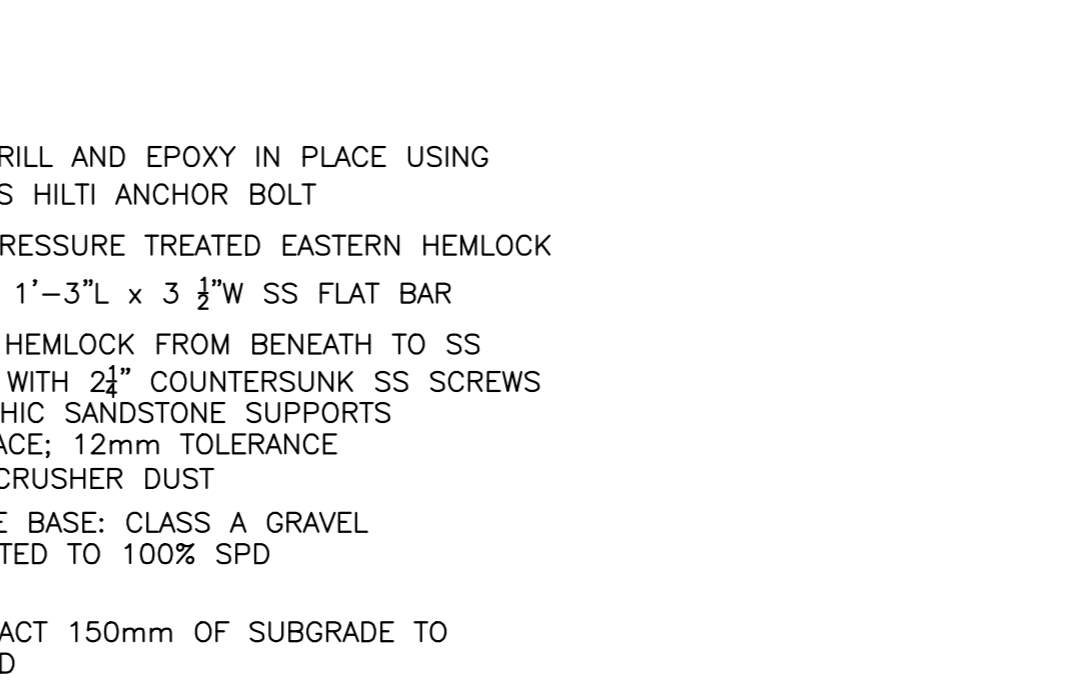 RILL AND EPOXY IN PLACE USING
S HILTI ANCHOR BOLT
RESSURE TREATED EASTERN HEMLOCK
1'-3"L x 3 ½"W SS FLAT BAR
HEMLOCK FROM BENEATH TO SS
WITH 2¼" COUNTERSUNK SS SCREWS
HIC SANDSTONE SUPPORTS
ACE; 12mm TOLERANCE
CRUSHER DUST
E BASE: CLASS A GRAVEL
TED TO 100% SPD
ACT 150mm OF SUBGRADE TO
D